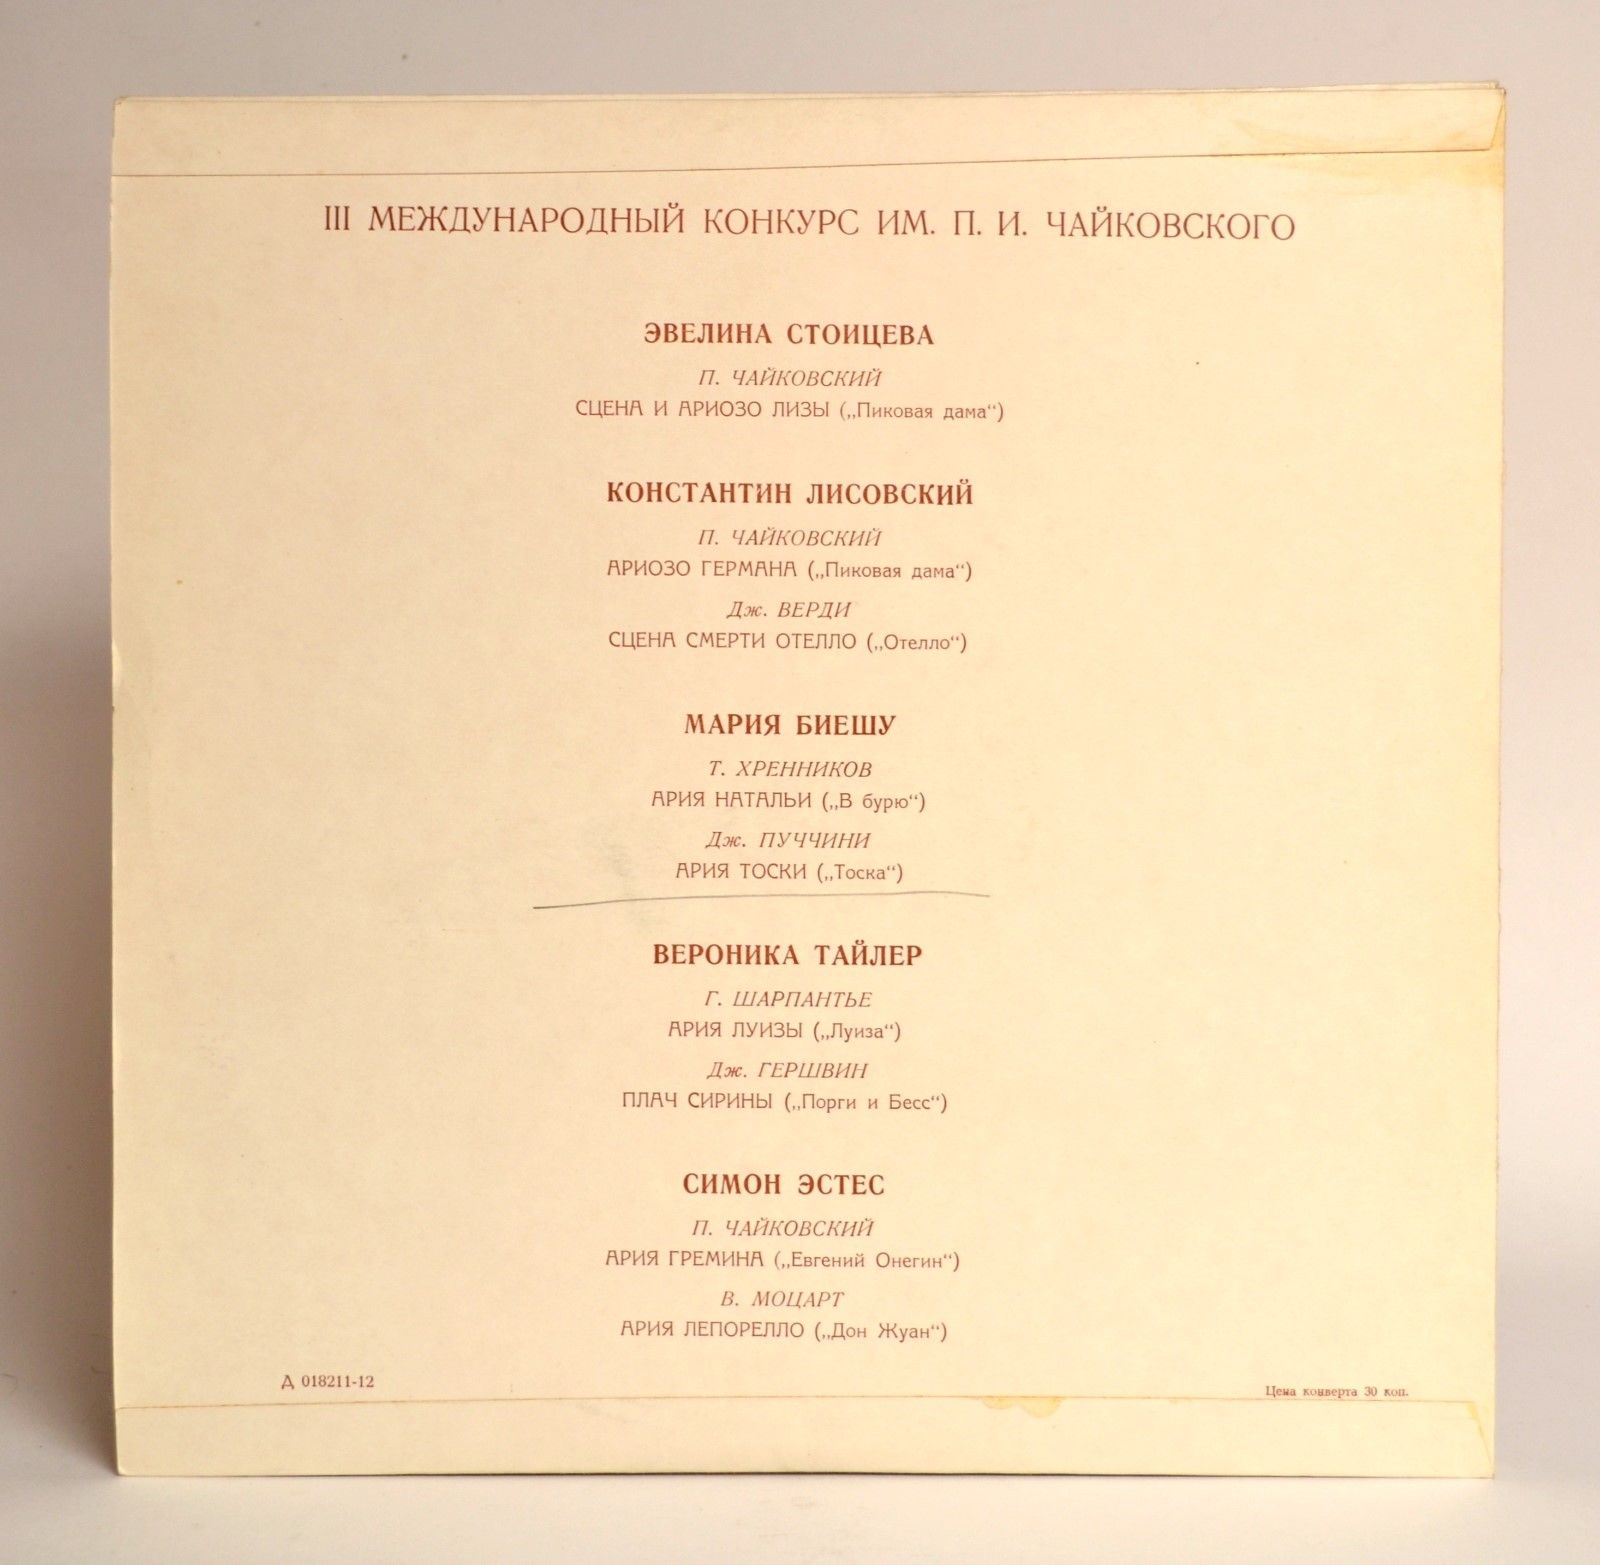 III МЕЖДУНАРОДНЫЙ КОНКУРС ИМ. П. И. ЧАЙКОВСКОГО
ЭВЕЛИНА СТОИЦЕВА
П. ЧАЙКОВСКИЙ
СЦЕНА И АРИОЗО ЛИЗЫ („Пиковая дама“)
КОНСТАНТИН ЛИСОВСКИЙ
П. ЧАЙКОВСКИЙ
АРИОЗО ГЕРМАНА („Пиковая дама“)
Дж. ВЕРДИ
СЦЕНА СМЕРТИ ОТЕЛЛО („Отелло“)
МАРИЯ БИЕШУ
Т. ХРЕННИКОВ
АРИЯ НАТАЛЬИ („В бурю“)
Дж. ПУЧЧИНИ
АРИЯ ТОСКИ („Тоска“)
ВЕРОНИКА ТАЙЛЕР
Г. ШАРПАНТЬЕ
АРИЯ ЛУИЗЫ („Луиза“)
Дж. ГЕРШВИН
ПЛАЧ СИРИНЫ („Порги и Бесс“)
СИМОН ЭСТЕС
П. ЧАЙКОВСКИЙ
АРИЯ ГРЕМИНА („Евгений Онегин“)
В. МОЦАРТ
АРИЯ ЛЕПОРЕЛЛО („Дон Жуан“)
Д 018211-12
Цена конверта 30 коп.